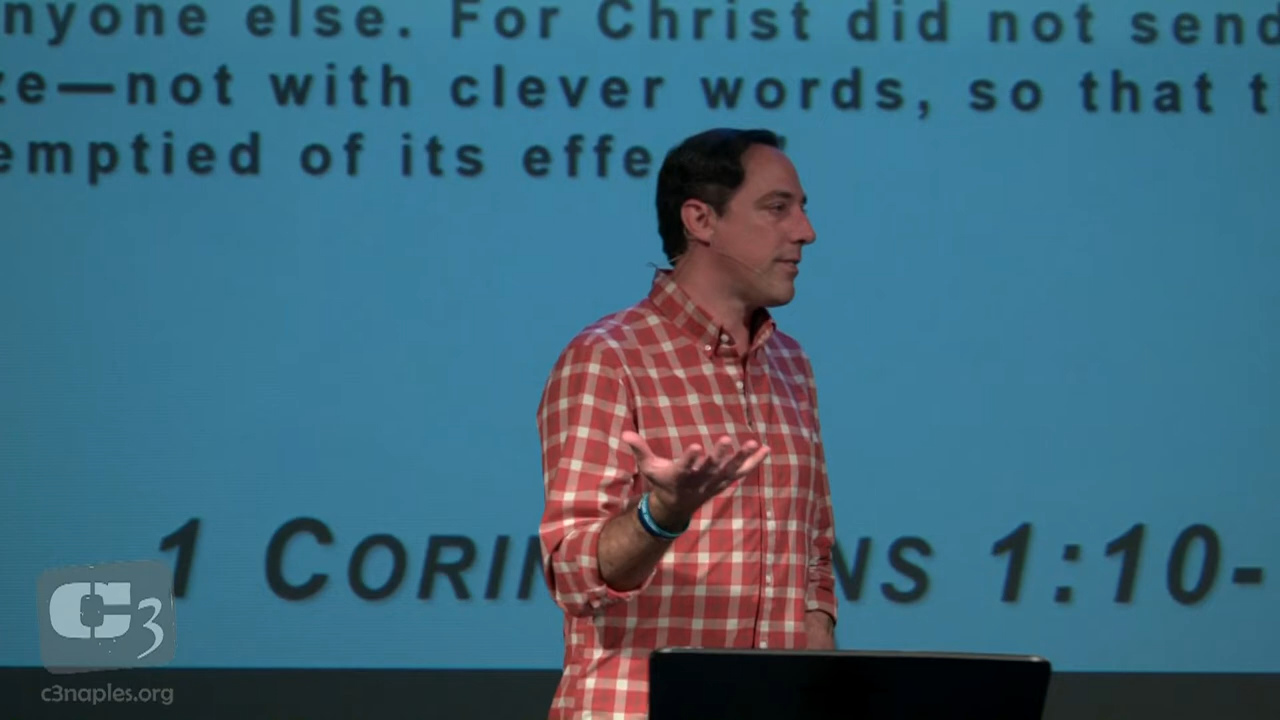 nyone else. For Christ did not send
ze—not with clever words, so that t
emptied of its effe
1 CORIN NS 1:10-
C3
c3naples.org